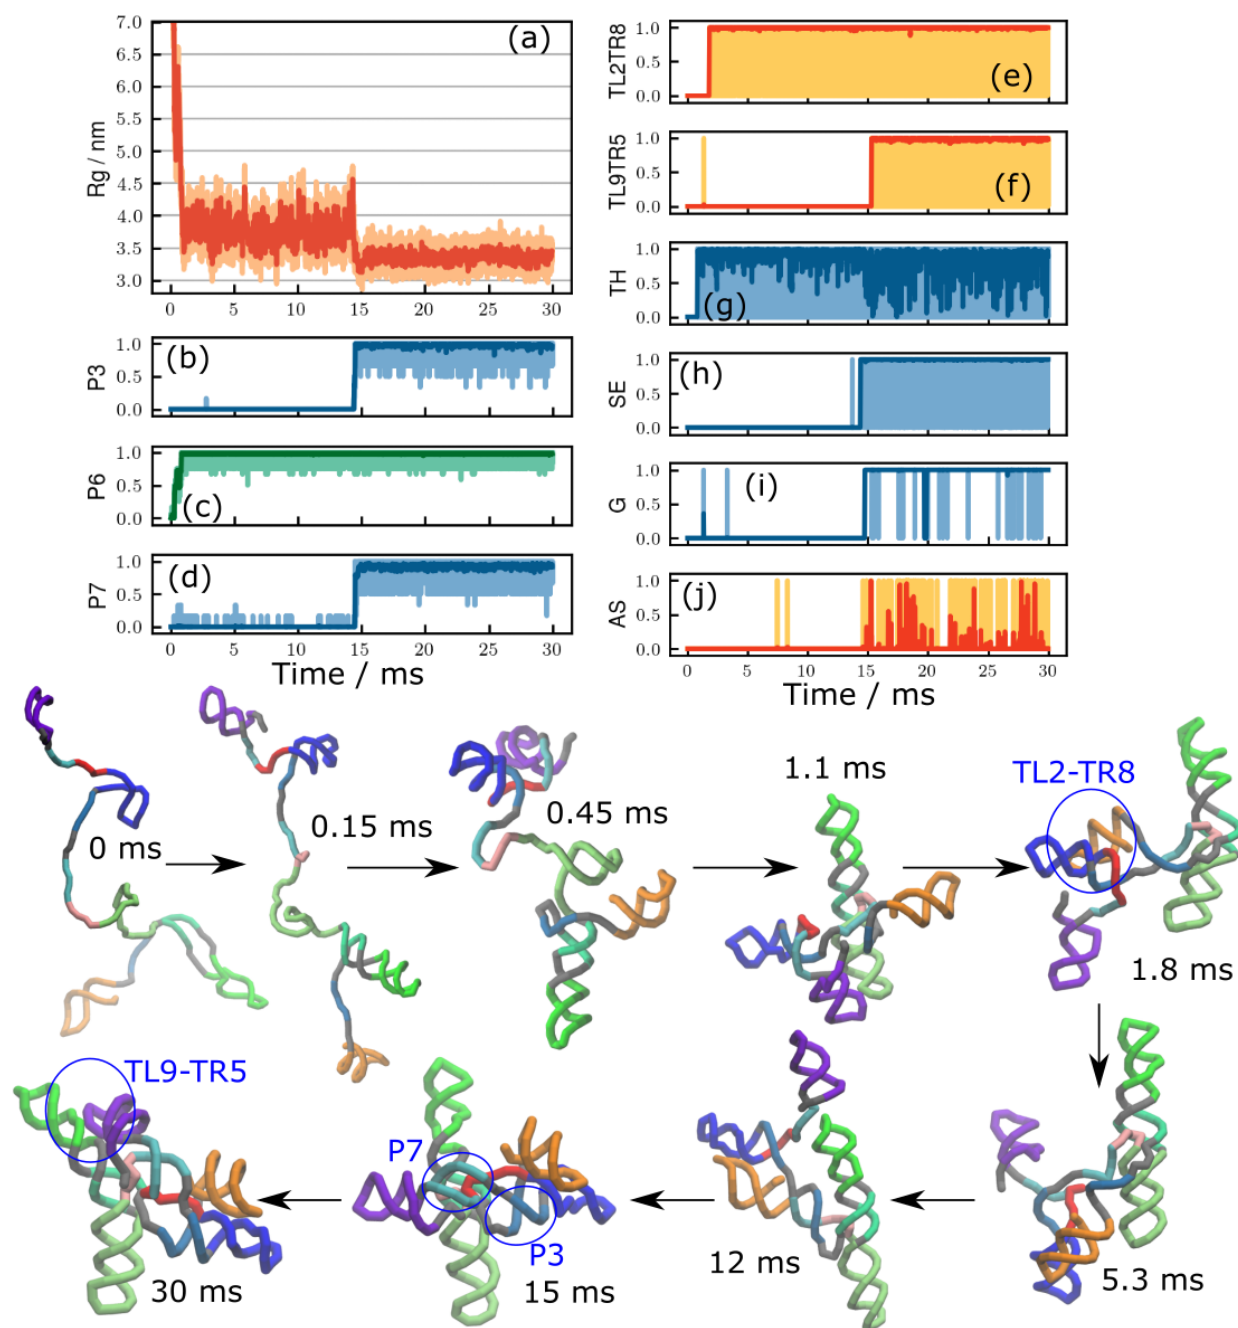 (a)
Rg / nm
7.0
6.5
6.0
5.5
5.0
4.5
4.0
3.5
3.0
0 5 10 15 20 25 30
(b)
P3
1.0
0.5
0.0
(c)
P6
1.0
0.5
0.0
(d)
P7
1.0
0.5
0.0
0 5 10 15 20 25 30
Time / ms
(e)
TL2TR8
1.0
0.5
0.0
(f)
TL9TR5
1.0
0.5
0.0
(g)
TH
1.0
0.5
0.0
(h)
SE
1.0
0.5
0.0
(i)
G
1.0
0.5
0.0
(j)
AS
1.0
0.5
0.0
0 5 10 15 20 25 30
Time / ms
0 ms
0.15 ms
0.45 ms
1.1 ms
TL2-TR8
1.8 ms
5.3 ms
12 ms
P7
P3
15 ms
TL9-TR5
30 ms